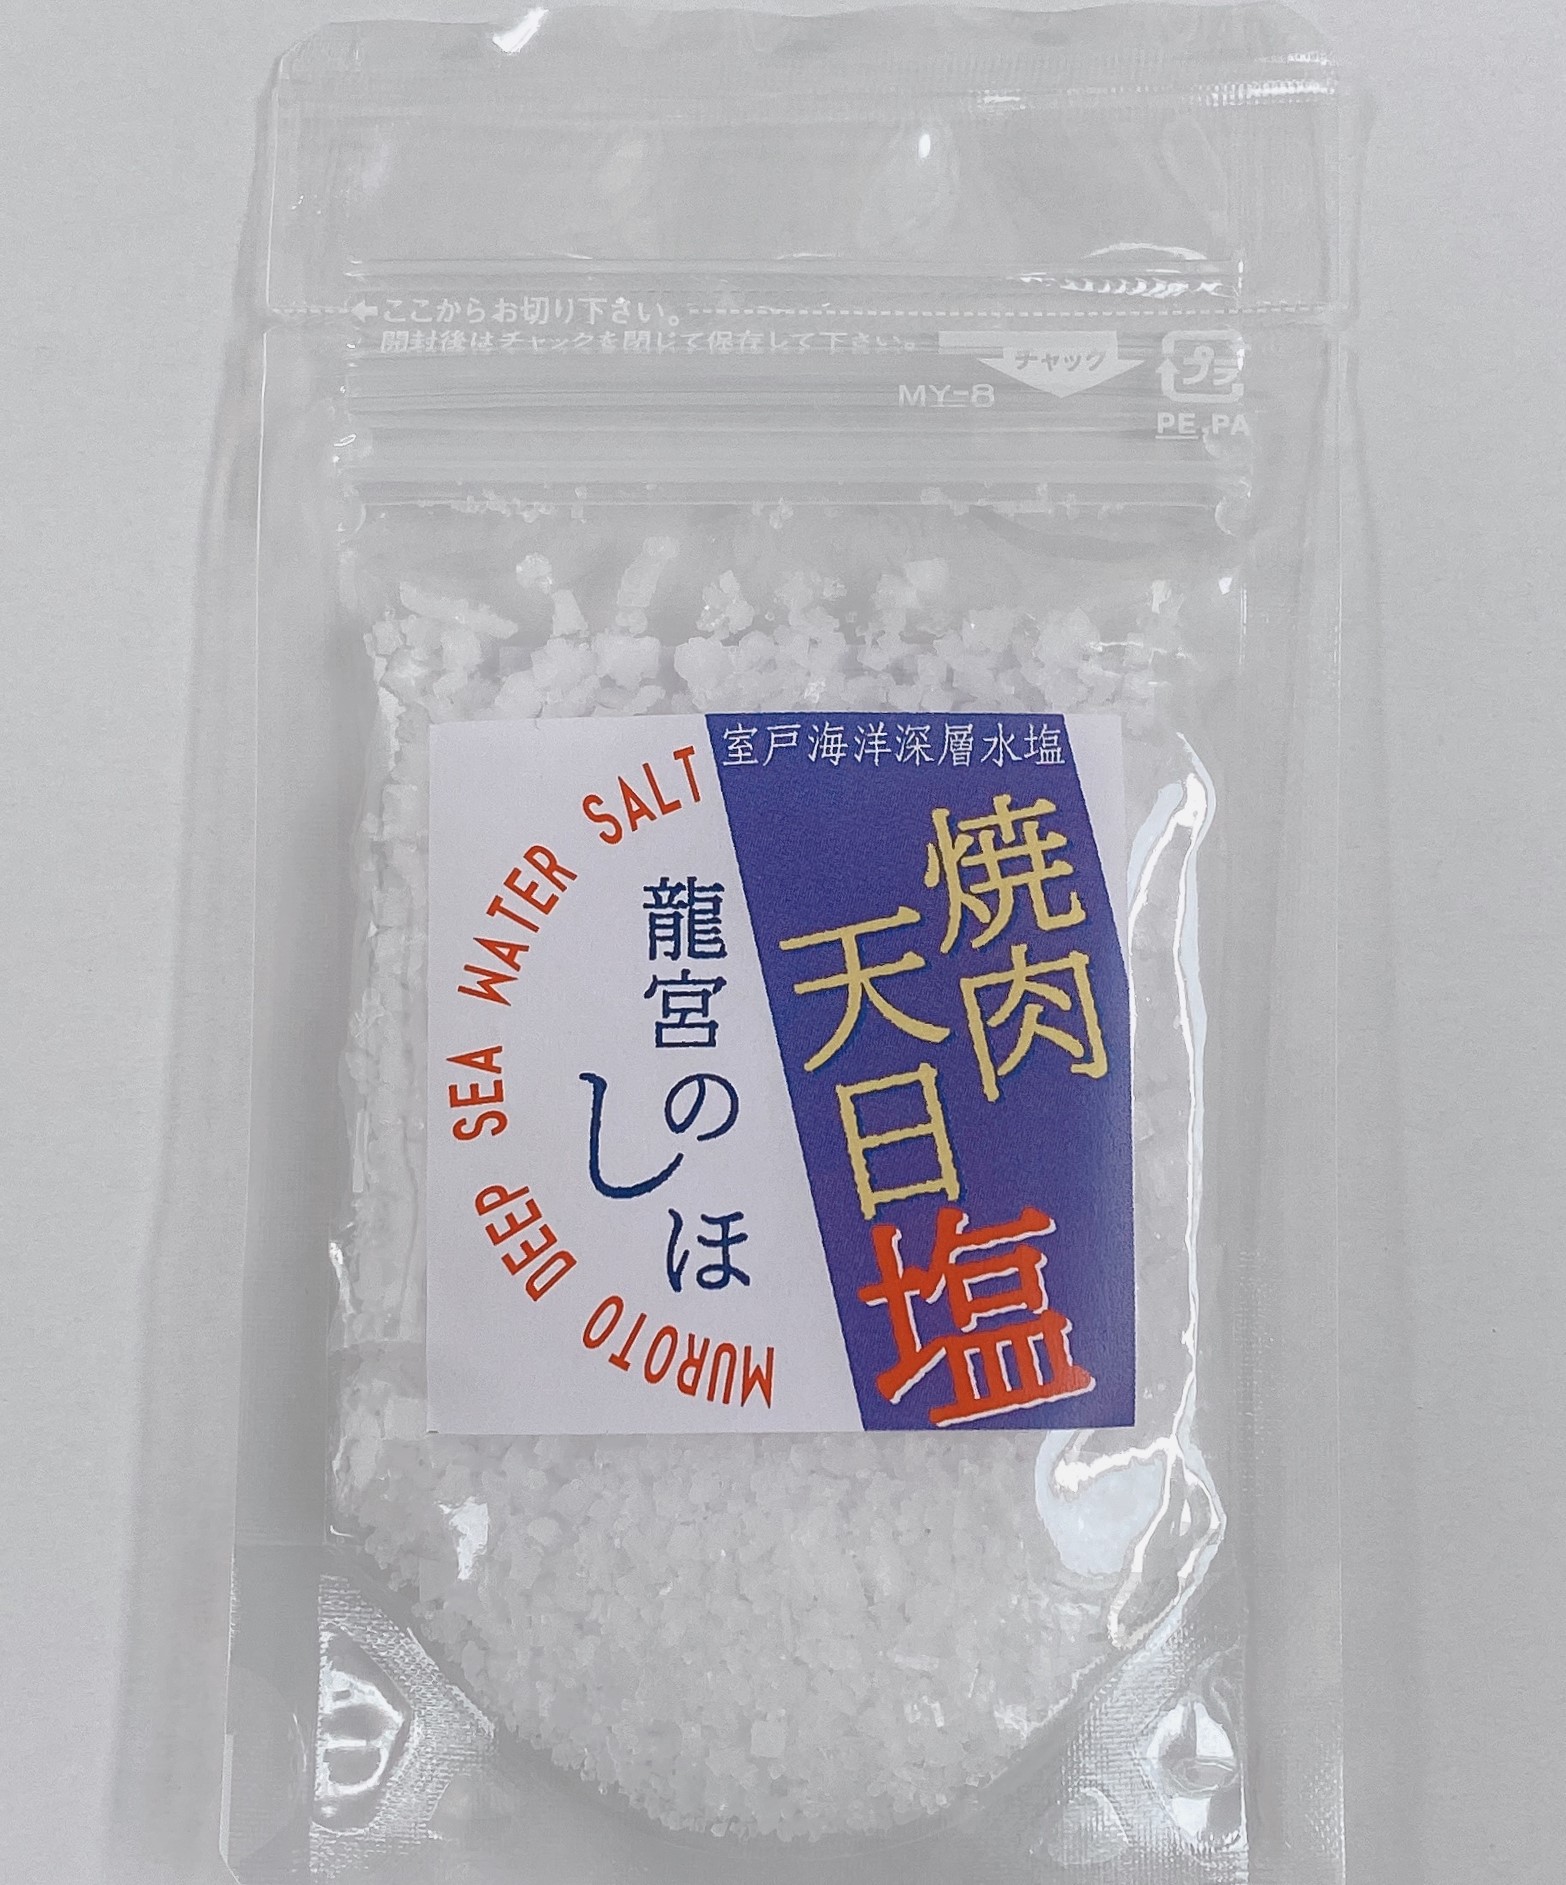 ここからお切り下さい。
開封後はチャックを閉じて保存して下さい。
チャック
プラ
MY-8
PE,PA
室戸海洋深層水塩
焼肉
天日
塩
龍宮のしほ
MUROTO DEEP SEA WATER SALT